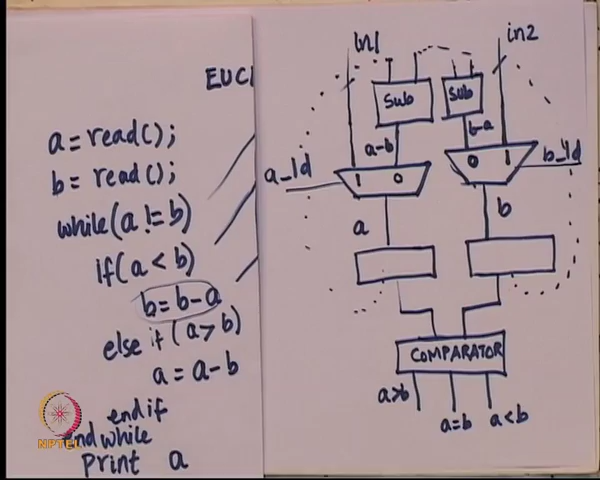 EUCl
a = read();
b = read();
while(a != b)
if(a < b)
b = b - a
else if (a > b)
a = a - b
endif
endwhile
print a
NPTEL
in1
in2
Sub
Sub
a-b
b-a
a_ld
1 0
0 1
b_ld
a
b
COMPARATOR
a>b
a=b
a<b